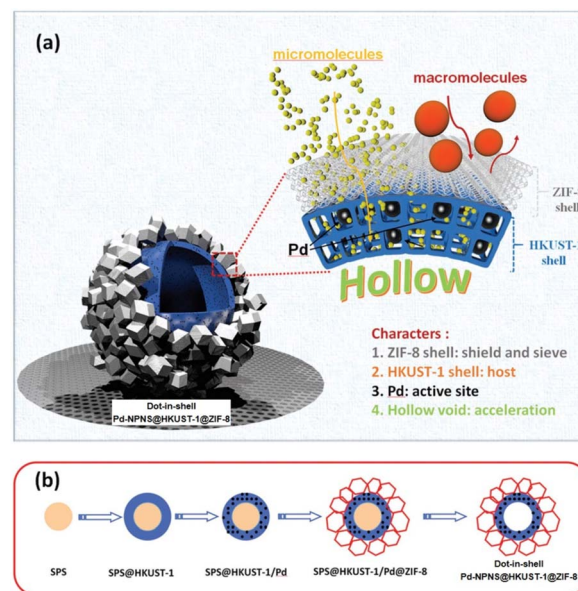 (a)
micromolecules
macromolecules
ZIF-
shell
Pd
HKUST-
shell
Hollow
Characters :
1. ZIF-8 shell: shield and sieve
2. HKUST-1 shell: host
3. Pd: active site
4. Hollow void: acceleration
Dot-in-shell
Pd-NPNS@HKUST-1@ZIF-8
(b)
SPS
SPS@HKUST-1
SPS@HKUST-1/Pd
SPS@HKUST-1/Pd@ZIF-8
Dot-in-shell
Pd-NPNS@HKUST-1@ZIF-8